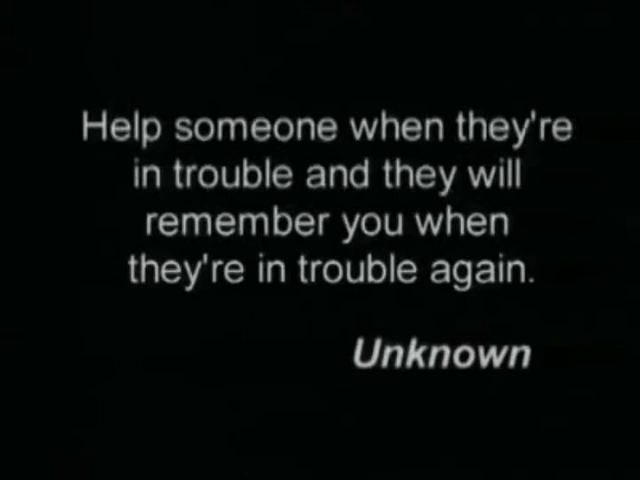 Help someone when they're
in trouble and they will
remember you when
they're in trouble again.
Unknown